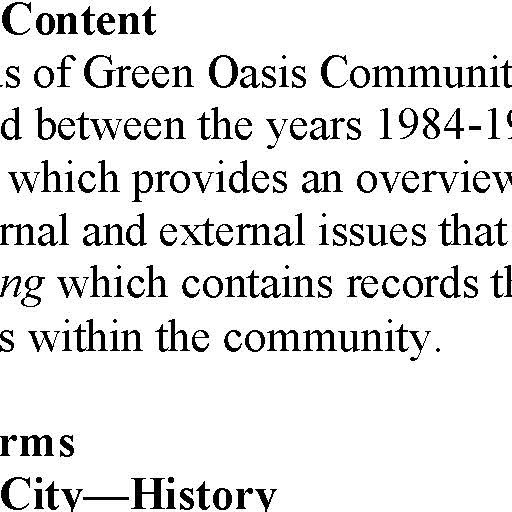 Content
s of Green Oasis Communit
d between the years 1984-19
which provides an overview
rnal and external issues that
ng which contains records th
s within the community.
rms
City—History